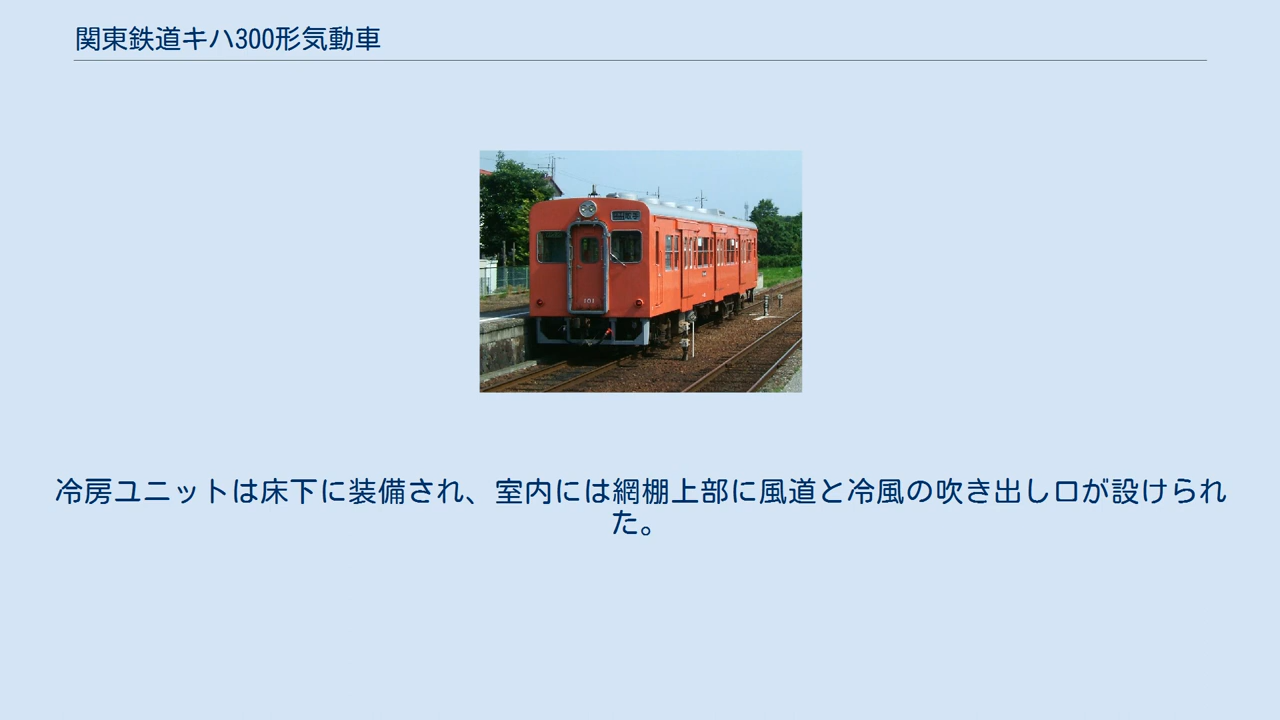 関東鉄道キハ300形気動車
101
冷房ユニットは床下に装備され、室内には網棚上部に風道と冷風の吹き出し口が設けられ
た。